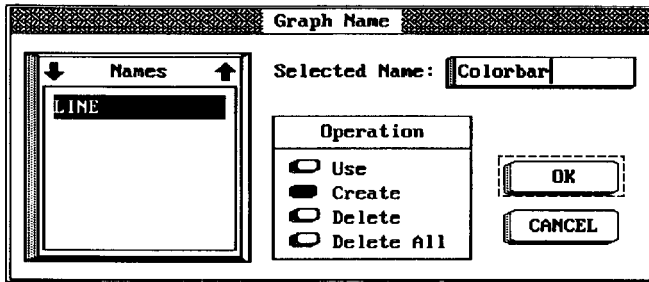 Graph Name
Names
Selected Name: Colorbar
LINE
Operation
Use
Create
Delete
Delete All
OK
CANCEL